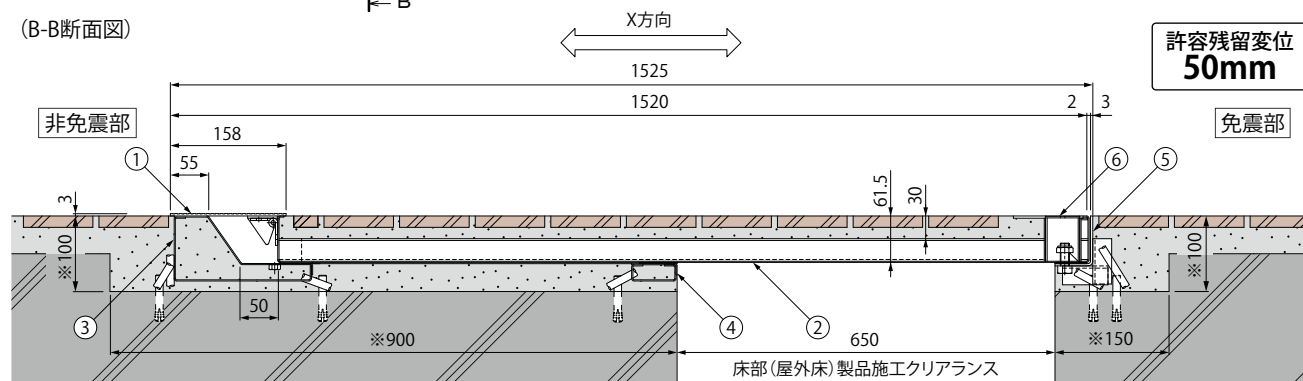 B
(B-B断面図)
X方向
許容残留変位
50mm
1525
1520
2
3
非免震部
免震部
158
55
①
⑥
⑤
3
61.5
30
※100
※100
50
③
④
②
※900
650
※150
床部(屋外床)製品施工クリアランス